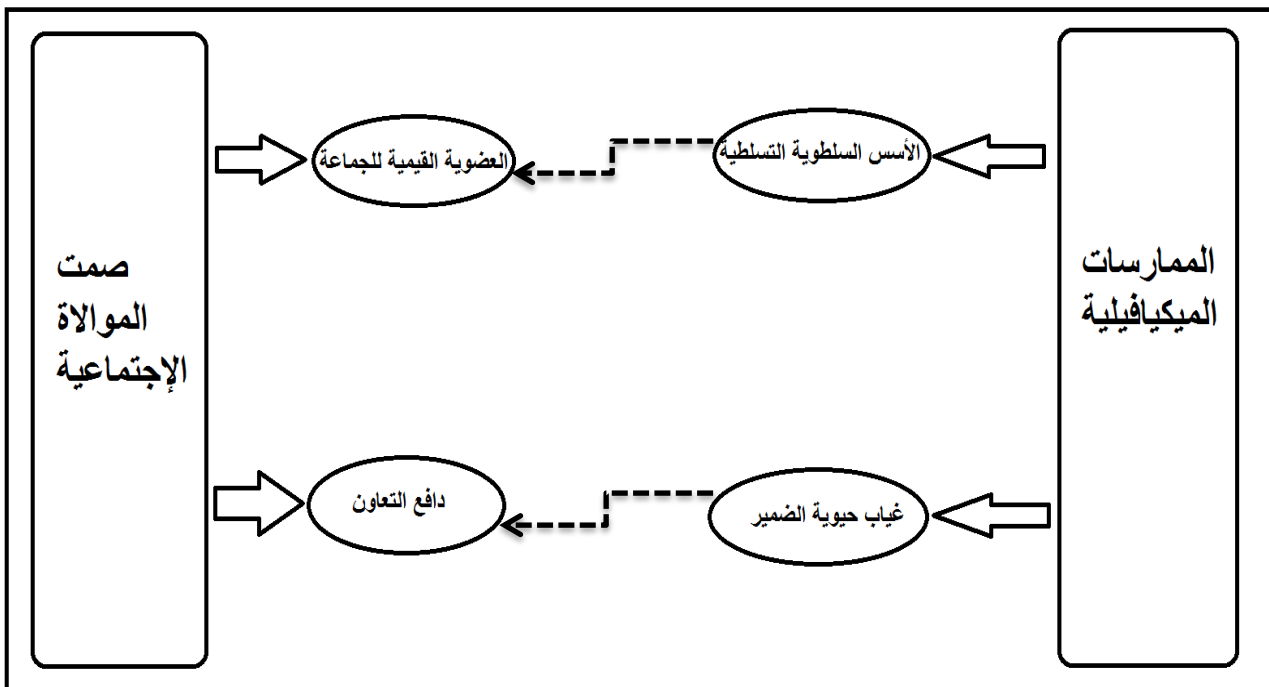 الممارسات
الميكيافيلية
الأسس السلطوية التسلطية
العضوية القيمية للجماعة
غياب حيوية الضمير
دافع التعاون
صمت
الموالاة
الإجتماعية